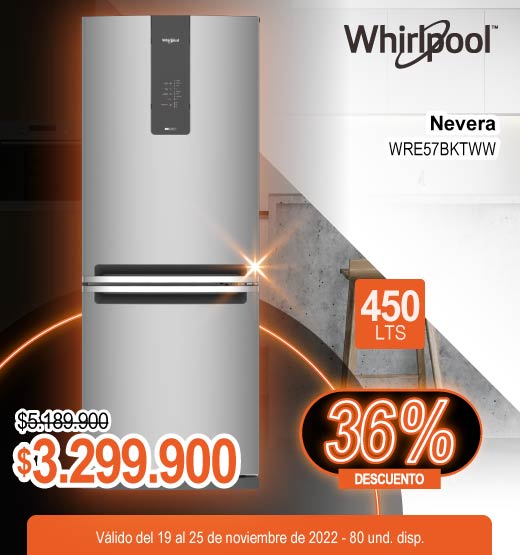 Whirlpool™
Whirlpool
Nevera
WRE57BKTWW
450
LTS
$5.189.900
$3.299.900
36%
DESCUENTO
Válido del 19 al 25 de noviembre de 2022 - 80 und. disp.